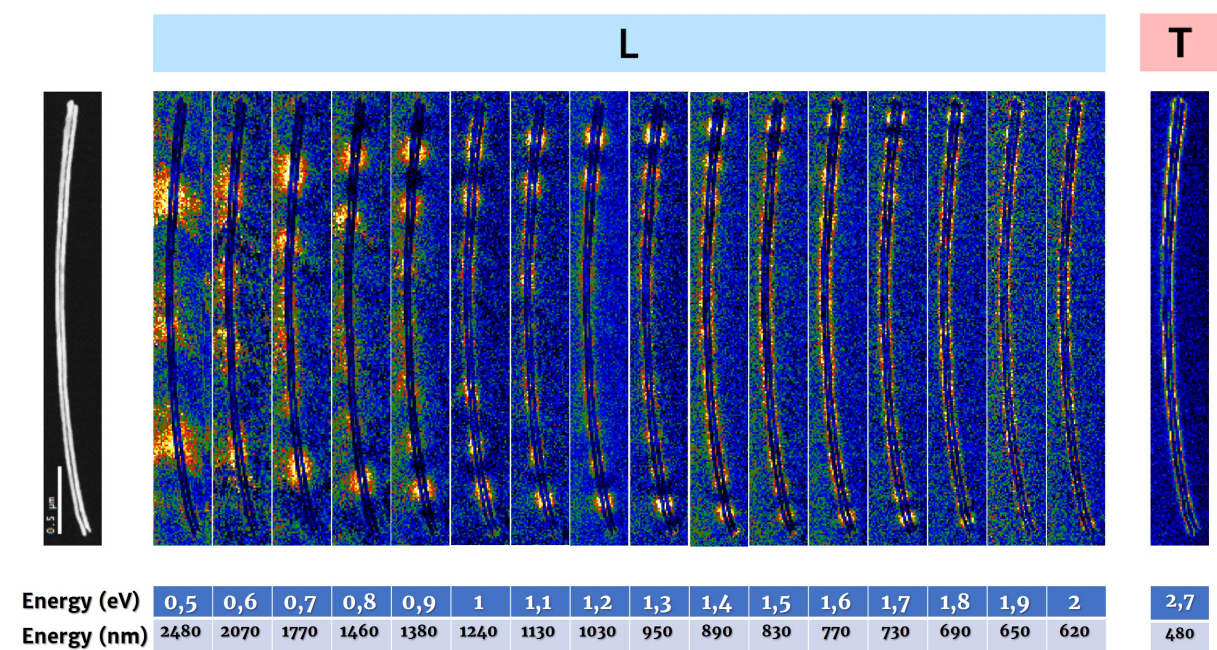 L
T
0.5 µm
Energy (eV) 0,5 0,6 0,7 0,8 0,9 1 1,1 1,2 1,3 1,4 1,5 1,6 1,7 1,8 1,9 2 2,7
Energy (nm) 2480 2070 1770 1460 1380 1240 1130 1030 950 890 830 770 730 690 650 620 480